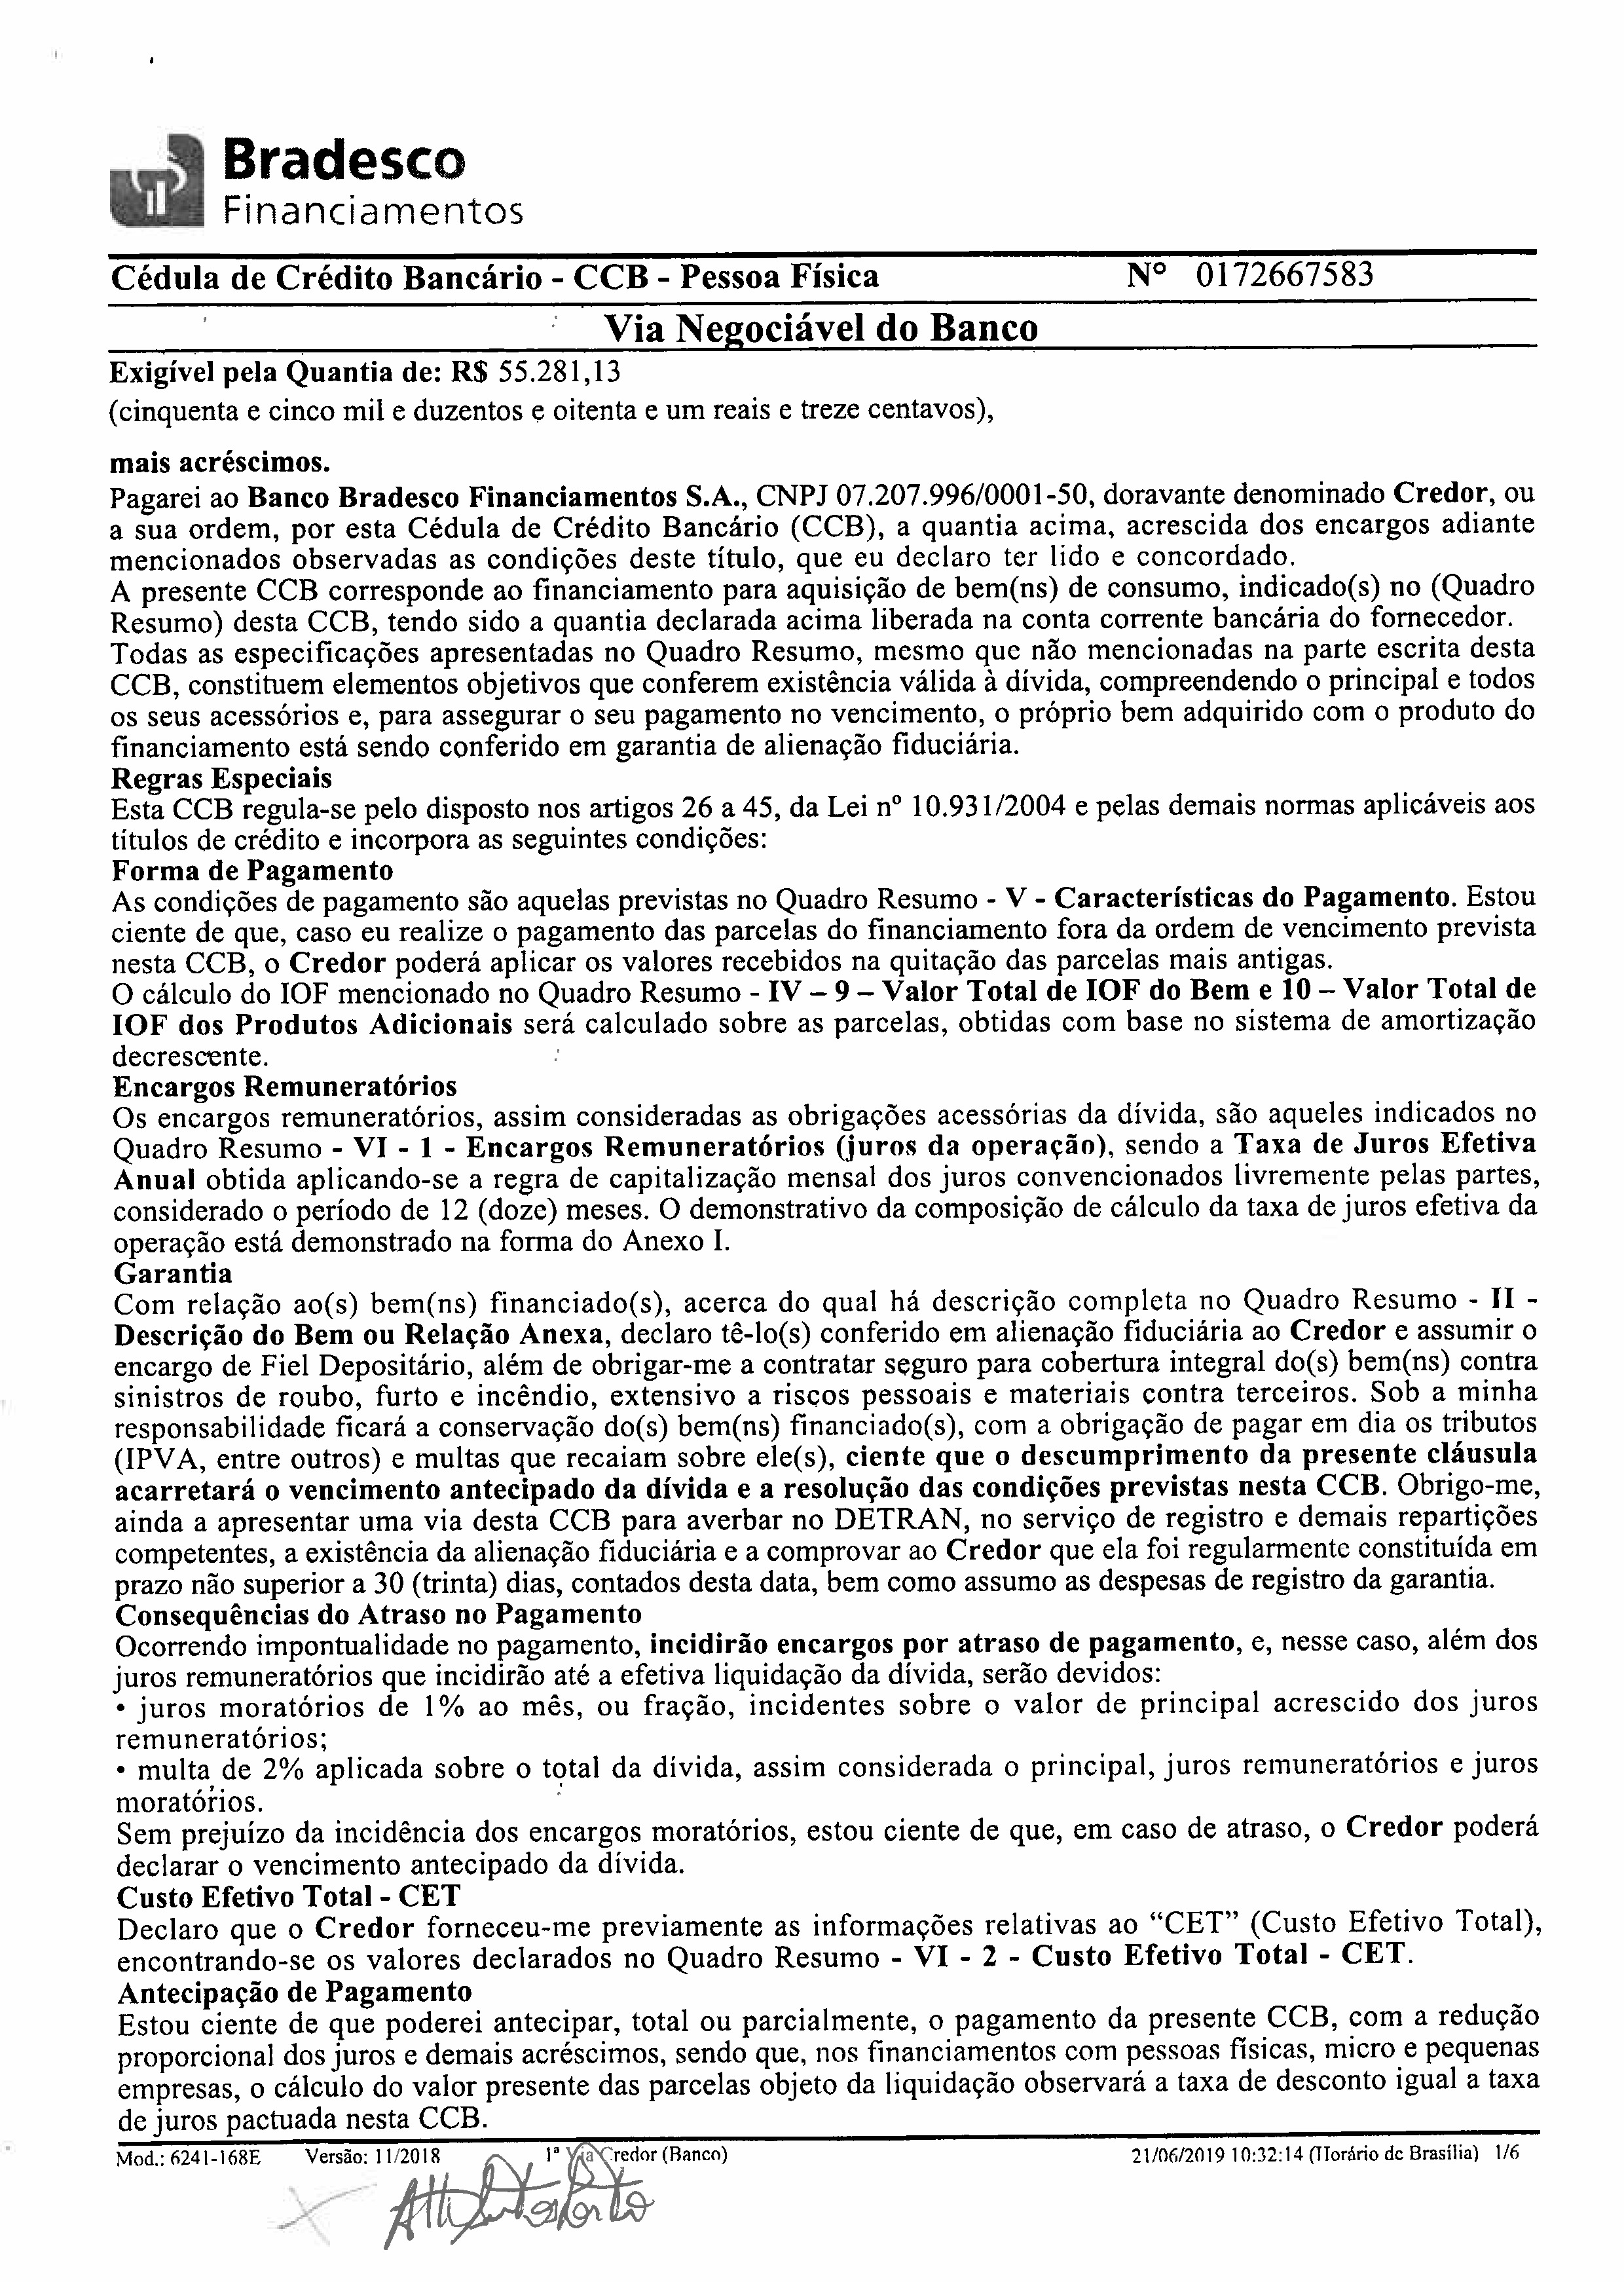 Bradesco
Financiamentos
Cédula de Crédito Bancário - CCB - Pessoa Física Nº 0172667583
Via Negociável do Banco
Exigível pela Quantia de: R$ 55.281,13
(cinquenta e cinco mil e duzentos e oitenta e um reais e treze centavos),
mais acréscimos.
Pagarei ao Banco Bradesco Financiamentos S.A., CNPJ 07.207.996/0001-50, doravante denominado Credor, ou
a sua ordem, por esta Cédula de Crédito Bancário (CCB), a quantia acima, acrescida dos encargos adiante
mencionados observadas as condições deste título, que eu declaro ter lido e concordado.
A presente CCB corresponde ao financiamento para aquisição de bem(ns) de consumo, indicado(s) no (Quadro
Resumo) desta CCB, tendo sido a quantia declarada acima liberada na conta corrente bancária do fornecedor.
Todas as especificações apresentadas no Quadro Resumo, mesmo que não mencionadas na parte escrita desta
CCB, constituem elementos objetivos que conferem existência válida à dívida, compreendendo o principal e todos
os seus acessórios e, para assegurar o seu pagamento no vencimento, o próprio bem adquirido com o produto do
financiamento está sendo conferido em garantia de alienação fiduciária.
Regras Especiais
Esta CCB regula-se pelo disposto nos artigos 26 a 45, da Lei nº 10.931/2004 e pelas demais normas aplicáveis aos
títulos de crédito e incorpora as seguintes condições:
Forma de Pagamento
As condições de pagamento são aquelas previstas no Quadro Resumo - V - Características do Pagamento. Estou
ciente de que, caso eu realize o pagamento das parcelas do financiamento fora da ordem de vencimento prevista
nesta CCB, o Credor poderá aplicar os valores recebidos na quitação das parcelas mais antigas.
O cálculo do IOF mencionado no Quadro Resumo - IV – 9 – Valor Total de IOF do Bem e 10 – Valor Total de
IOF dos Produtos Adicionais será calculado sobre as parcelas, obtidas com base no sistema de amortização
decrescente.
Encargos Remuneratórios
Os encargos remuneratórios, assim consideradas as obrigações acessórias da dívida, são aqueles indicados no
Quadro Resumo - VI - 1 - Encargos Remuneratórios (juros da operação), sendo a Taxa de Juros Efetiva
Anual obtida aplicando-se a regra de capitalização mensal dos juros convencionados livremente pelas partes,
considerado o período de 12 (doze) meses. O demonstrativo da composição de cálculo da taxa de juros efetiva da
operação está demonstrado na forma do Anexo I.
Garantia
Com relação ao(s) bem(ns) financiado(s), acerca do qual há descrição completa no Quadro Resumo - II -
Descrição do Bem ou Relação Anexa, declaro tê-lo(s) conferido em alienação fiduciária ao Credor e assumir o
encargo de Fiel Depositário, além de obrigar-me a contratar seguro para cobertura integral do(s) bem(ns) contra
sinistros de roubo, furto e incêndio, extensivo a riscos pessoais e materiais contra terceiros. Sob a minha
responsabilidade ficará a conservação do(s) bem(ns) financiado(s), com a obrigação de pagar em dia os tributos
(IPVA, entre outros) e multas que recaiam sobre ele(s), ciente que o descumprimento da presente cláusula
acarretará o vencimento antecipado da dívida e a resolução das condições previstas nesta CCB. Obrigo-me,
ainda a apresentar uma via desta CCB para averbar no DETRAN, no serviço de registro e demais repartições
competentes, a existência da alienação fiduciária e a comprovar ao Credor que ela foi regularmente constituída em
prazo não superior a 30 (trinta) dias, contados desta data, bem como assumo as despesas de registro da garantia.
Consequências do Atraso no Pagamento
Ocorrendo impontualidade no pagamento, incidirão encargos por atraso de pagamento, e, nesse caso, além dos
juros remuneratórios que incidirão até a efetiva liquidação da dívida, serão devidos:
• juros moratórios de 1% ao mês, ou fração, incidentes sobre o valor de principal acrescido dos juros
remuneratórios;
• multa de 2% aplicada sobre o total da dívida, assim considerada o principal, juros remuneratórios e juros
moratórios.
Sem prejuízo da incidência dos encargos moratórios, estou ciente de que, em caso de atraso, o Credor poderá
declarar o vencimento antecipado da dívida.
Custo Efetivo Total - CET
Declaro que o Credor forneceu-me previamente as informações relativas ao “CET” (Custo Efetivo Total),
encontrando-se os valores declarados no Quadro Resumo - VI - 2 - Custo Efetivo Total - CET.
Antecipação de Pagamento
Estou ciente de que poderei antecipar, total ou parcialmente, o pagamento da presente CCB, com a redução
proporcional dos juros e demais acréscimos, sendo que, nos financiamentos com pessoas físicas, micro e pequenas
empresas, o cálculo do valor presente das parcelas objeto da liquidação observará a taxa de desconto igual a taxa
de juros pactuada nesta CCB.
Mod.: 6241-168E Versão: 11/2018 1ª Via Credor (Banco) 21/06/2019 10:32:14 (Horário de Brasília) 1/6